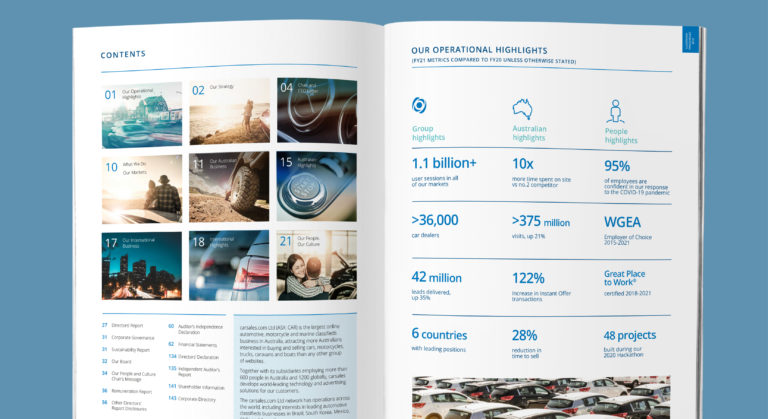 CONTENTS
01 Our Operational
Highlights
02 Our Strategy
04 Chair and
CEO Letter
10 What We Do
Our Markets
11 Our Australian
Business
15 Australian
Highlights
17 Our International
Business
18 International
Highlights
21 Our People,
Our Culture
27 Directors' Report
31 Corporate Governance
31 Sustainability Report
33 Our Board
34 Our People and Culture
Chair's Message
36 Remuneration Report
56 Other Directors'
Report Disclosures
60 Auditor's Independence
Declaration
62 Financial Statements
134 Directors' Declaration
135 Independent Auditor's
Report
141 Shareholder Information
143 Corporate Directory
carsales.com Ltd (ASX: CAR) is the largest online
automotive, motorcycle and marine classifieds
business in Australia, attracting more Australians
interested in buying and selling cars, motorcycles,
trucks, caravans and boats than any other group
of websites.
Together with its subsidiaries employing more than
600 people in Australia and 1200 globally, carsales
develops world-leading technology and advertising
solutions for our customers.
The carsales.com Ltd network has operations across
the world including interests in leading automotive
classifieds businesses in Brazil, South Korea, Mexico,
OUR OPERATIONAL HIGHLIGHTS
(FY21 METRICS COMPARED TO FY20 UNLESS OTHERWISE STATED)
Group
highlights
Australian
highlights
People
highlights
1.1 billion+
user sessions in all
of our markets
10x
more time spent on site
vs no.2 competitor
95%
of employees are
confident in our response
to the COVID-19 pandemic
>36,000
car dealers
>375 million
visits, up 21%
WGEA
Employer of Choice
2015-2021
42 million
leads delivered,
up 35%
122%
increase in Instant Offer
transactions
Great Place
to Work®
certified 2018-2021
6 countries
with leading positions
28%
reduction in
time to sell
48 projects
built during our
2020 Hackathon